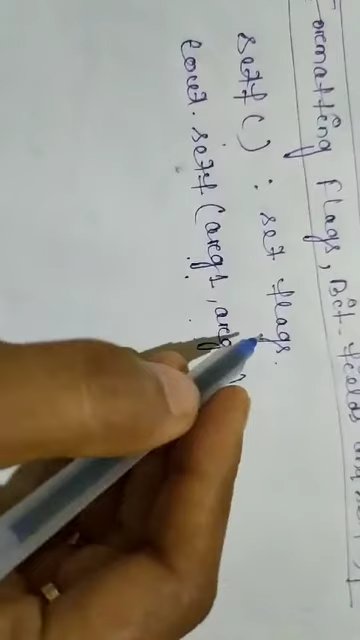 Formatting Flags, Bit-fields and
setf() : set flags.
cout. setf (arg1, arg